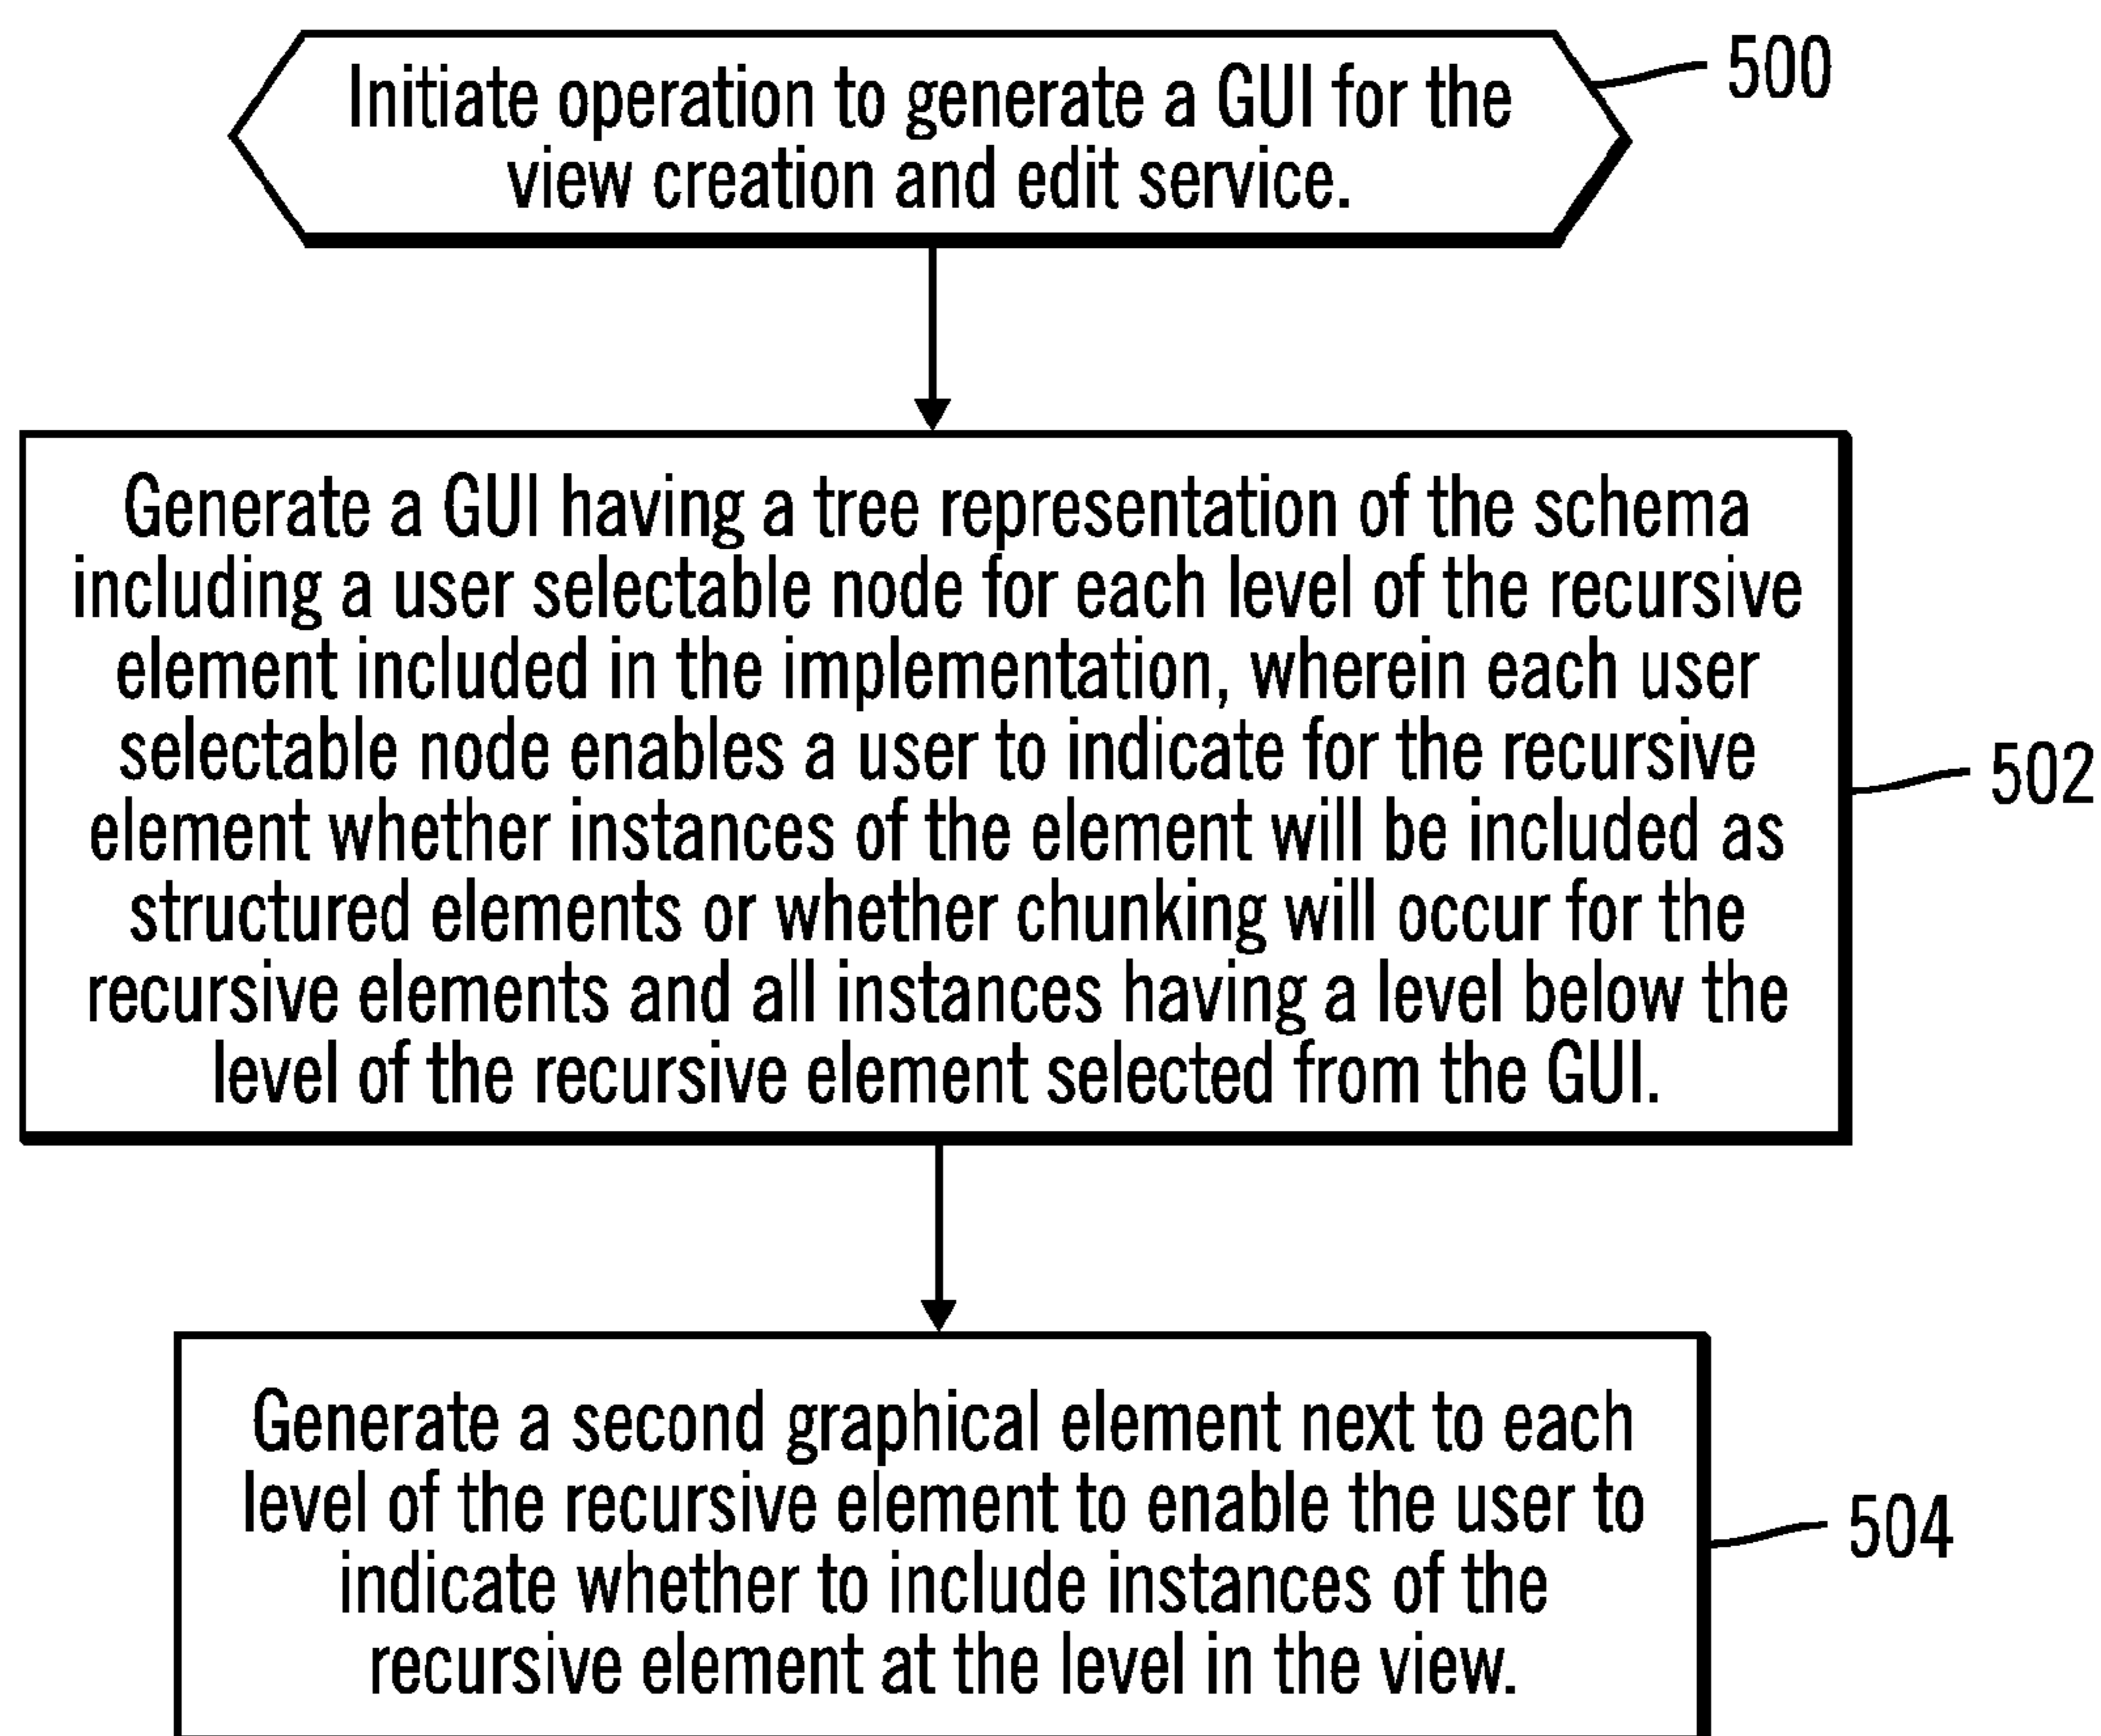 Initiate operation to generate a GUI for the
view creation and edit service.
500
Generate a GUI having a tree representation of the schema
including a user selectable node for each level of the recursive
element included in the implementation, wherein each user
selectable node enables a user to indicate for the recursive
element whether instances of the element will be included as
structured elements or whether chunking will occur for the
recursive elements and all instances having a level below the
level of the recursive element selected from the GUI.
502
Generate a second graphical element next to each
level of the recursive element to enable the user to
indicate whether to include instances of the
recursive element at the level in the view.
504